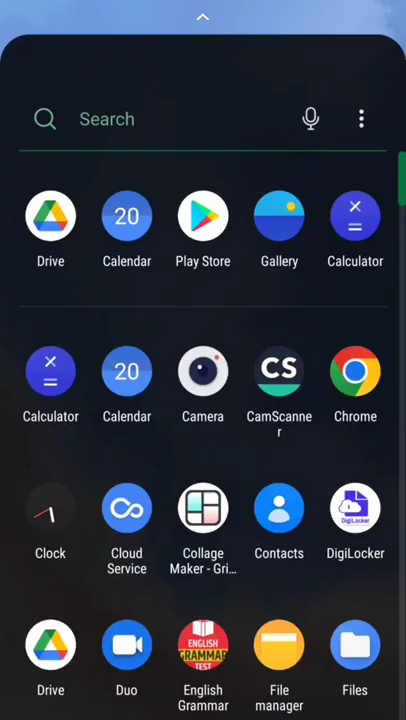 Search
20
Drive
Calendar
Play Store
Gallery
Calculator
20
CS
Calculator
Calendar
Camera
CamScanne
r
Chrome
DigiLocker
Clock
Cloud
Service
Collage
Maker - Gri...
Contacts
DigiLocker
ENGLISH
GRAMMAR
TEST
Drive
Duo
English
Grammar
File
manager
Files